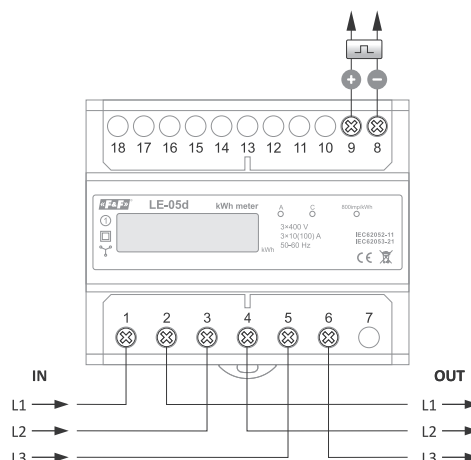 + −
18 17 16 15 14 13 12 11 10 9 8
F&F LE-05d kWh meter A C 800imp/kWh
1
3×400 V
3×10(100) A
50-60 Hz
IEC62052-11
IEC62053-21
kWh
CE
1 2 3 4 5 6 7
IN OUT
L1 L1
L2 L2
L3 L3